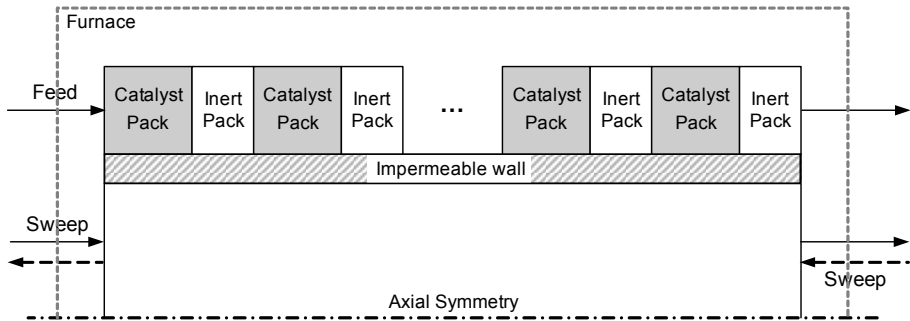 Furnace
Feed
Catalyst
Pack
Inert
Pack
Catalyst
Pack
Inert
Pack
...
Catalyst
Pack
Inert
Pack
Catalyst
Pack
Inert
Pack
Impermeable wall
Sweep
Sweep
Axial Symmetry